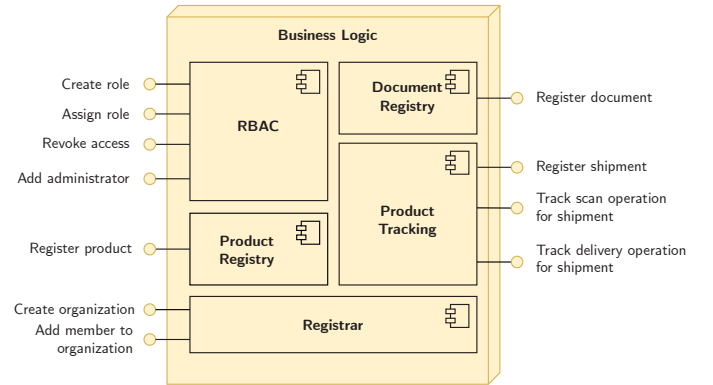 Business Logic
Create role
Assign role
Revoke access
Add administrator
RBAC
Document
Registry
Register document
Register shipment
Track scan operation
for shipment
Track delivery operation
for shipment
Product
Tracking
Register product
Product
Registry
Create organization
Add member to
organization
Registrar